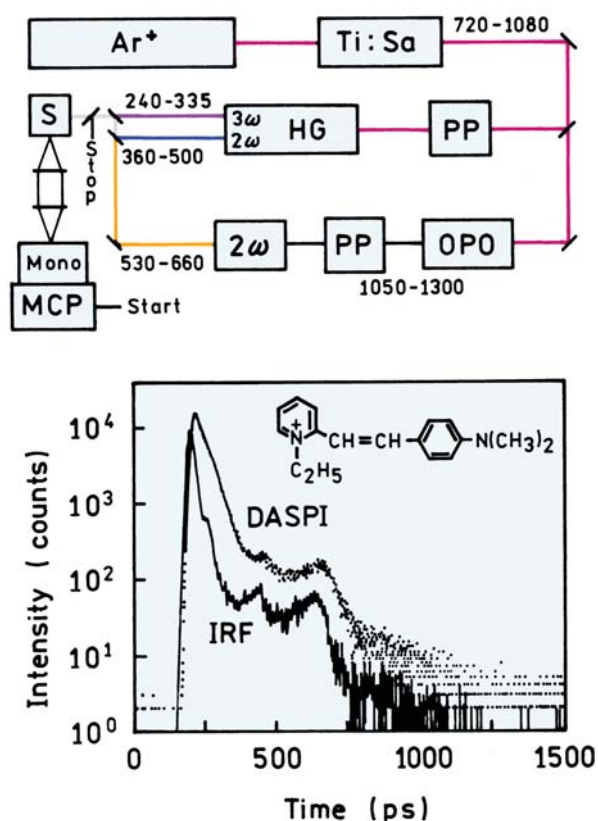 Ar⁺
Ti:Sa
720-1080
S
240-335
3ω
2ω
HG
PP
Stop
360-500
530-660
2ω
PP
OPO
1050-1300
Mono
MCP
Start
10⁴
10³
10²
10¹
10⁰
Intensity (counts)
N
+
CH=CH
N(CH₃)₂
C₂H₅
DASPI
IRF
0
500
1000
1500
Time (ps)